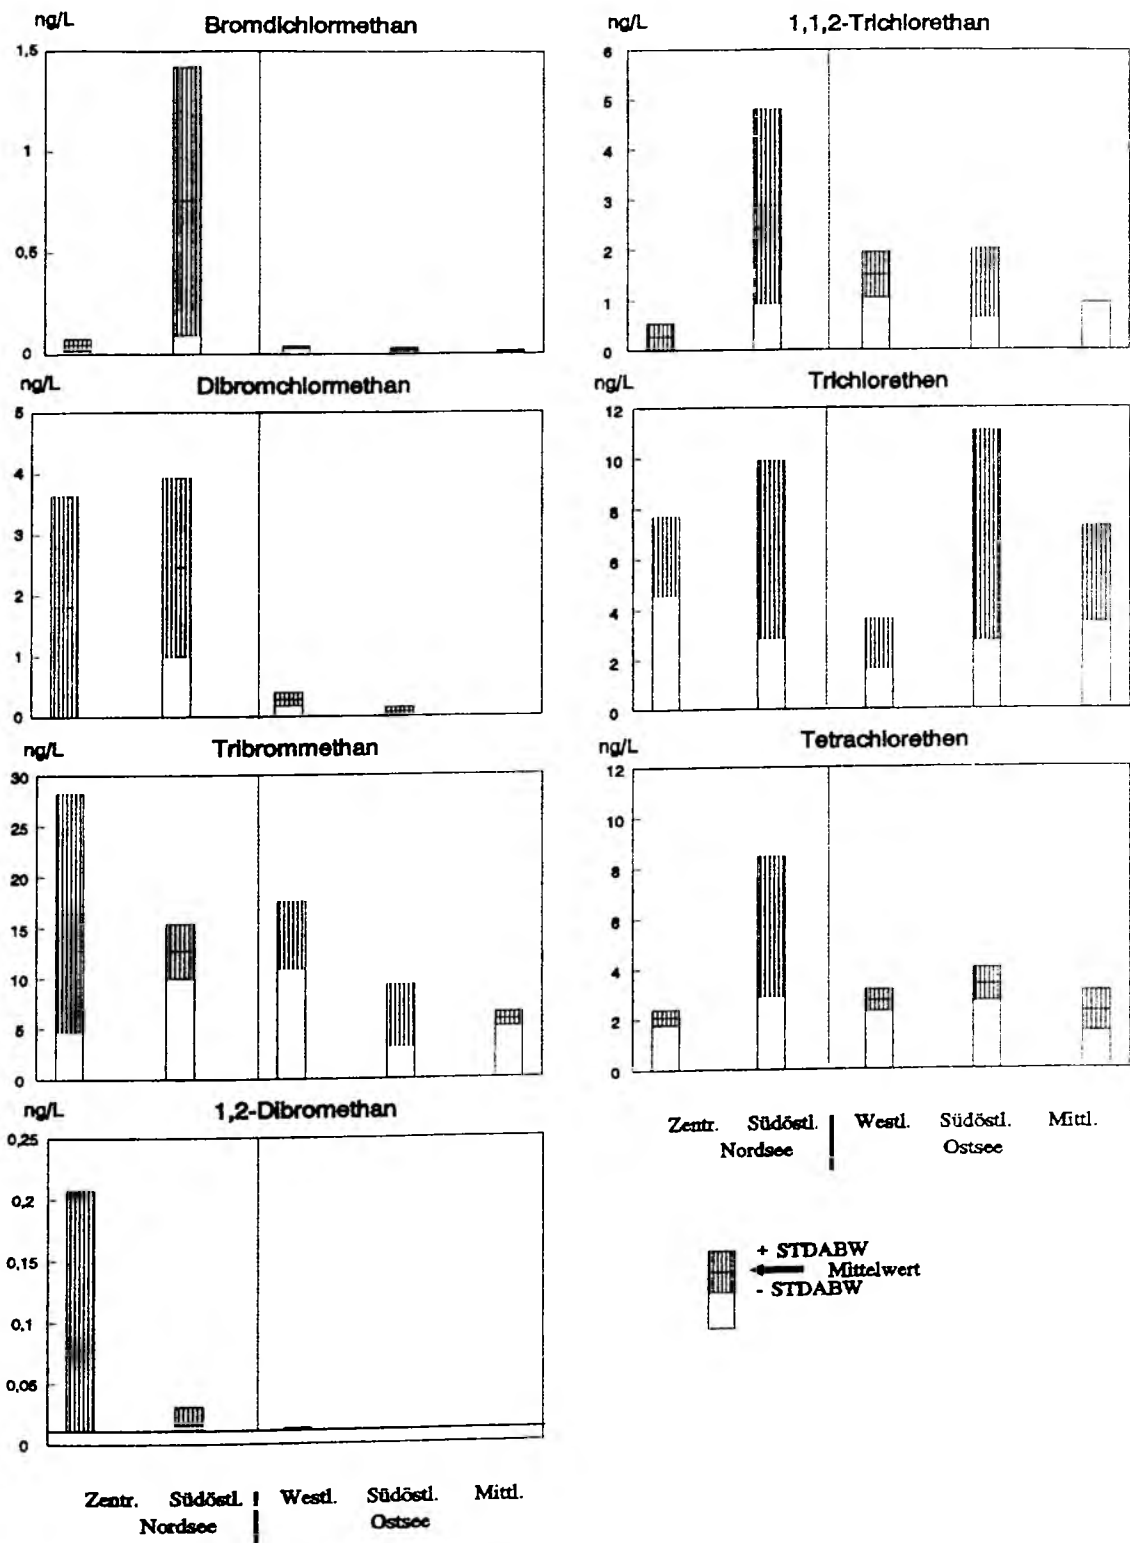 ng/L
Bromdichlormethan
1,5
1
0,5
0
ng/L
Dibromchlormethan
5
4
3
2
1
0
ng/L
Tribrommethan
30
25
20
15
10
5
0
ng/L
1,2-Dibromethan
0,25
0,2
0,15
0,1
0,05
0
Zentr. Südöstl. Westl. Südöstl. Mittl.
Nordsee Ostsee
ng/L
1,1,2-Trichlorethan
6
5
4
3
2
1
0
ng/L
Trichlorethen
12
10
8
6
4
2
0
ng/L
Tetrachlorethen
12
10
8
6
4
2
0
Zentr. Südöstl. Westl. Südöstl. Mittl.
Nordsee Ostsee
+ STDABW
Mittelwert
- STDABW